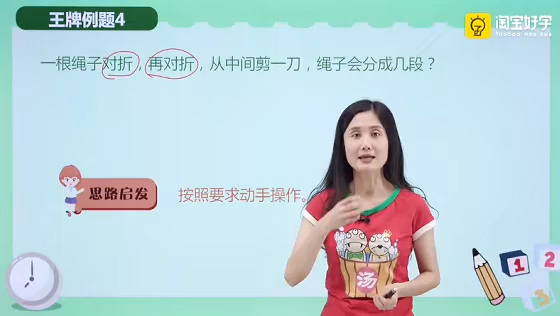 王牌例题4
淘宝好学
一根绳子对折，再对折，从中间剪一刀，绳子会分成几段？
思路启发
按照要求动手操作。
汤
1
2
3